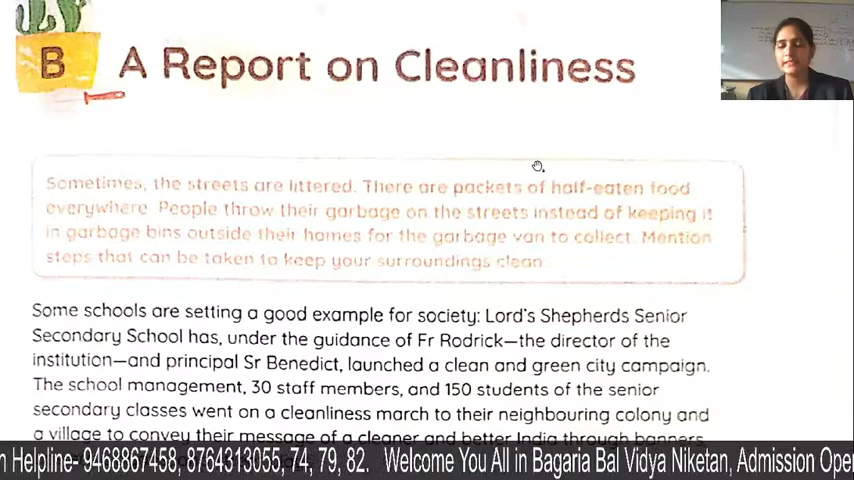 B
A Report on Cleanliness
Sometimes, the streets are littered. There are packets of half-eaten food
everywhere. People throw their garbage on the streets instead of keeping it
in garbage bins outside their homes for the garbage van to collect. Mention
steps that can be taken to keep your surroundings clean.
Some schools are setting a good example for society: Lord's Shepherds Senior
Secondary School has, under the guidance of Fr Rodrick—the director of the
institution—and principal Sr Benedict, launched a clean and green city campaign.
The school management, 30 staff members, and 150 students of the senior
secondary classes went on a cleanliness march to their neighbouring colony and
a village to convey their message of a cleaner and better India through banners,
n Helpline- 9468867458, 8764313055, 74, 79, 82. Welcome You All in Bagaria Bal Vidya Niketan, Admission Oper